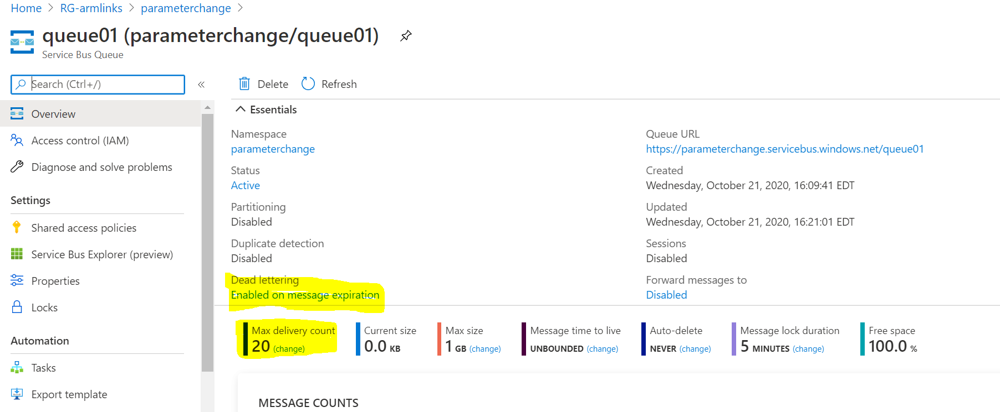 Home > RG-armlinks > parameterchange >
queue01 (parameterchange/queue01)
Service Bus Queue
Search (Ctrl+/)
«
Delete
Refresh
Overview
Access control (IAM)
Diagnose and solve problems
Settings
Shared access policies
Service Bus Explorer (preview)
Properties
Locks
Automation
Tasks
Export template
Essentials
Namespace
parameterchange
Status
Active
Partitioning
Disabled
Duplicate detection
Disabled
Dead lettering
Enabled on message expiration
Queue URL
https://parameterchange.servicebus.windows.net/queue01
Created
Wednesday, October 21, 2020, 16:09:41 EDT
Updated
Wednesday, October 21, 2020, 16:21:01 EDT
Sessions
Disabled
Forward messages to
Disabled
Max delivery count
20 (change)
Current size
0.0 KB
Max size
1 GB (change)
Message time to live
UNBOUNDED (change)
Auto-delete
NEVER (change)
Message lock duration
5 MINUTES (change)
Free space
100.0 %
MESSAGE COUNTS